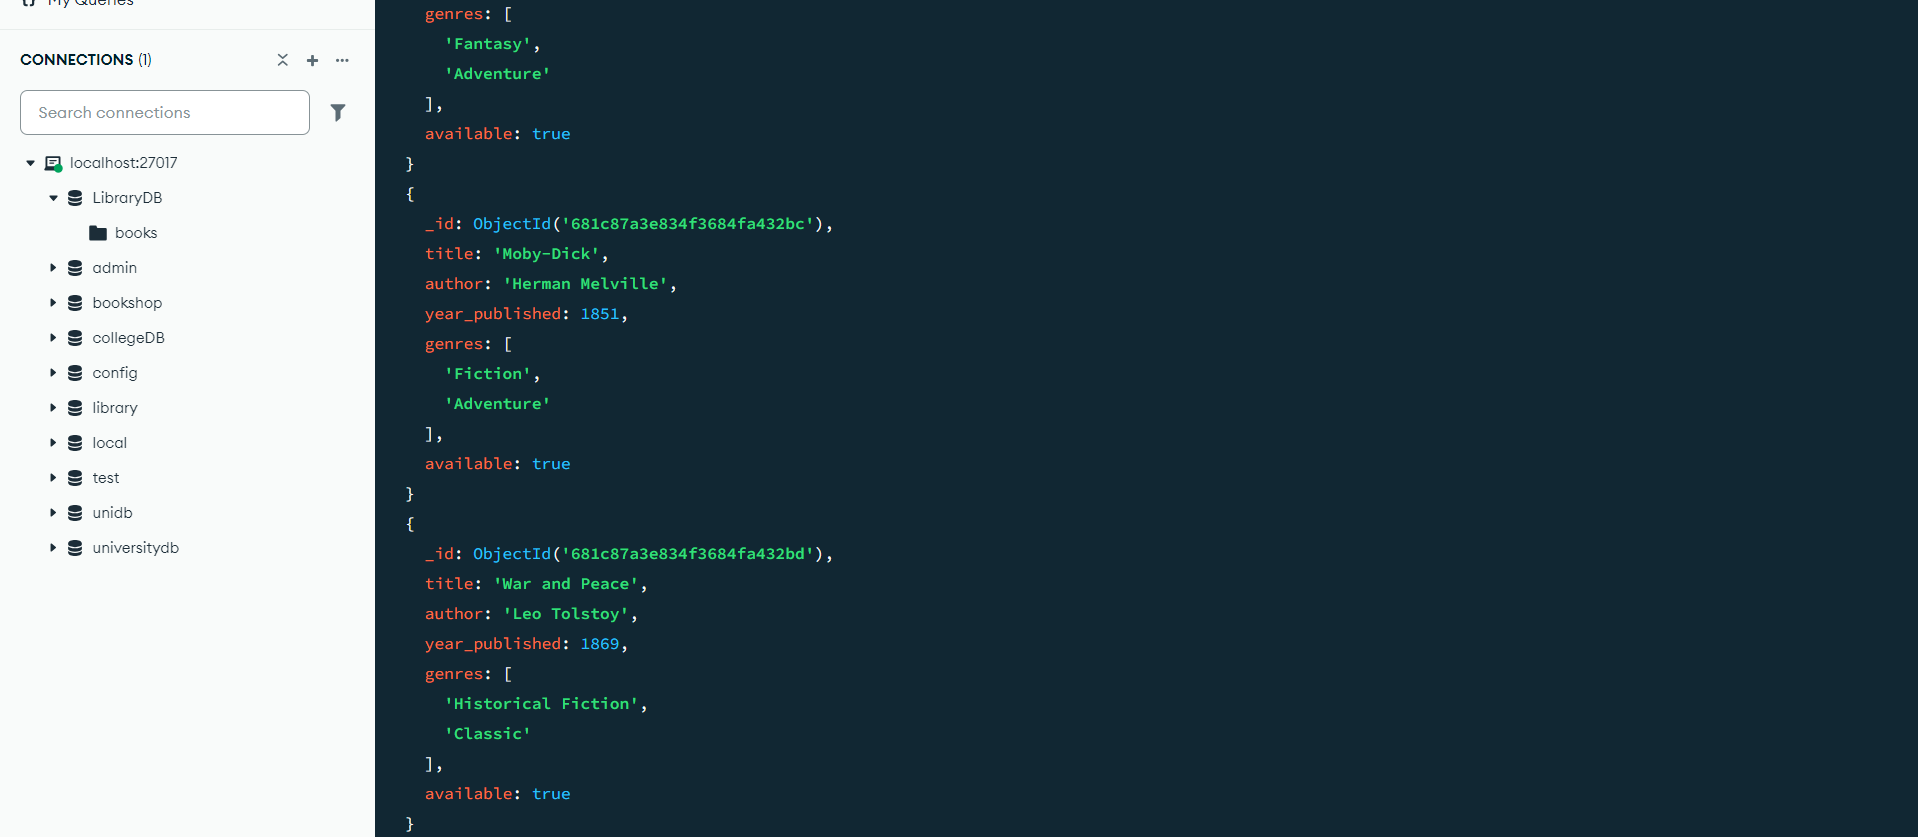 My Queries
CONNECTIONS (1)
Search connections
localhost:27017
LibraryDB
books
admin
bookshop
collegeDB
config
library
local
test
unidb
universitydb
genres: [
'Fantasy',
'Adventure'
],
available: true
}
{
_id: ObjectId('681c87a3e834f3684fa432bc'),
title: 'Moby-Dick',
author: 'Herman Melville',
year_published: 1851,
genres: [
'Fiction',
'Adventure'
],
available: true
}
{
_id: ObjectId('681c87a3e834f3684fa432bd'),
title: 'War and Peace',
author: 'Leo Tolstoy',
year_published: 1869,
genres: [
'Historical Fiction',
'Classic'
],
available: true
}